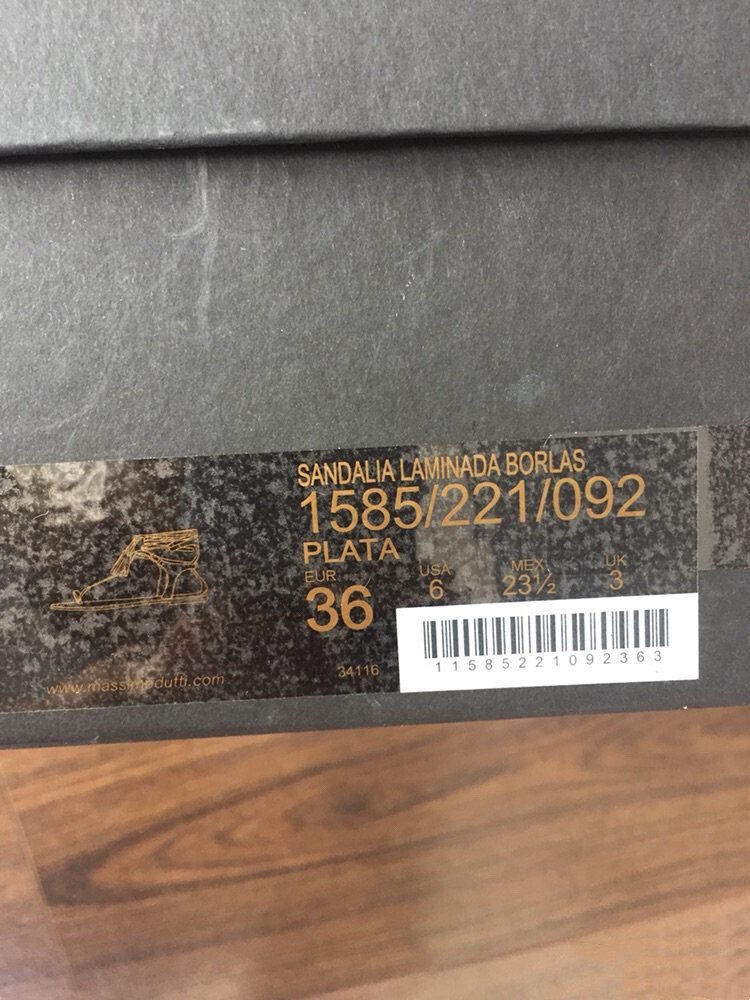 SANDALIA LAMINADA BORLAS
1585/221/092
PLATA
EUR USA MEX UK
36 6 23½ 3
34116
www.massimodutti.com
11585221092363